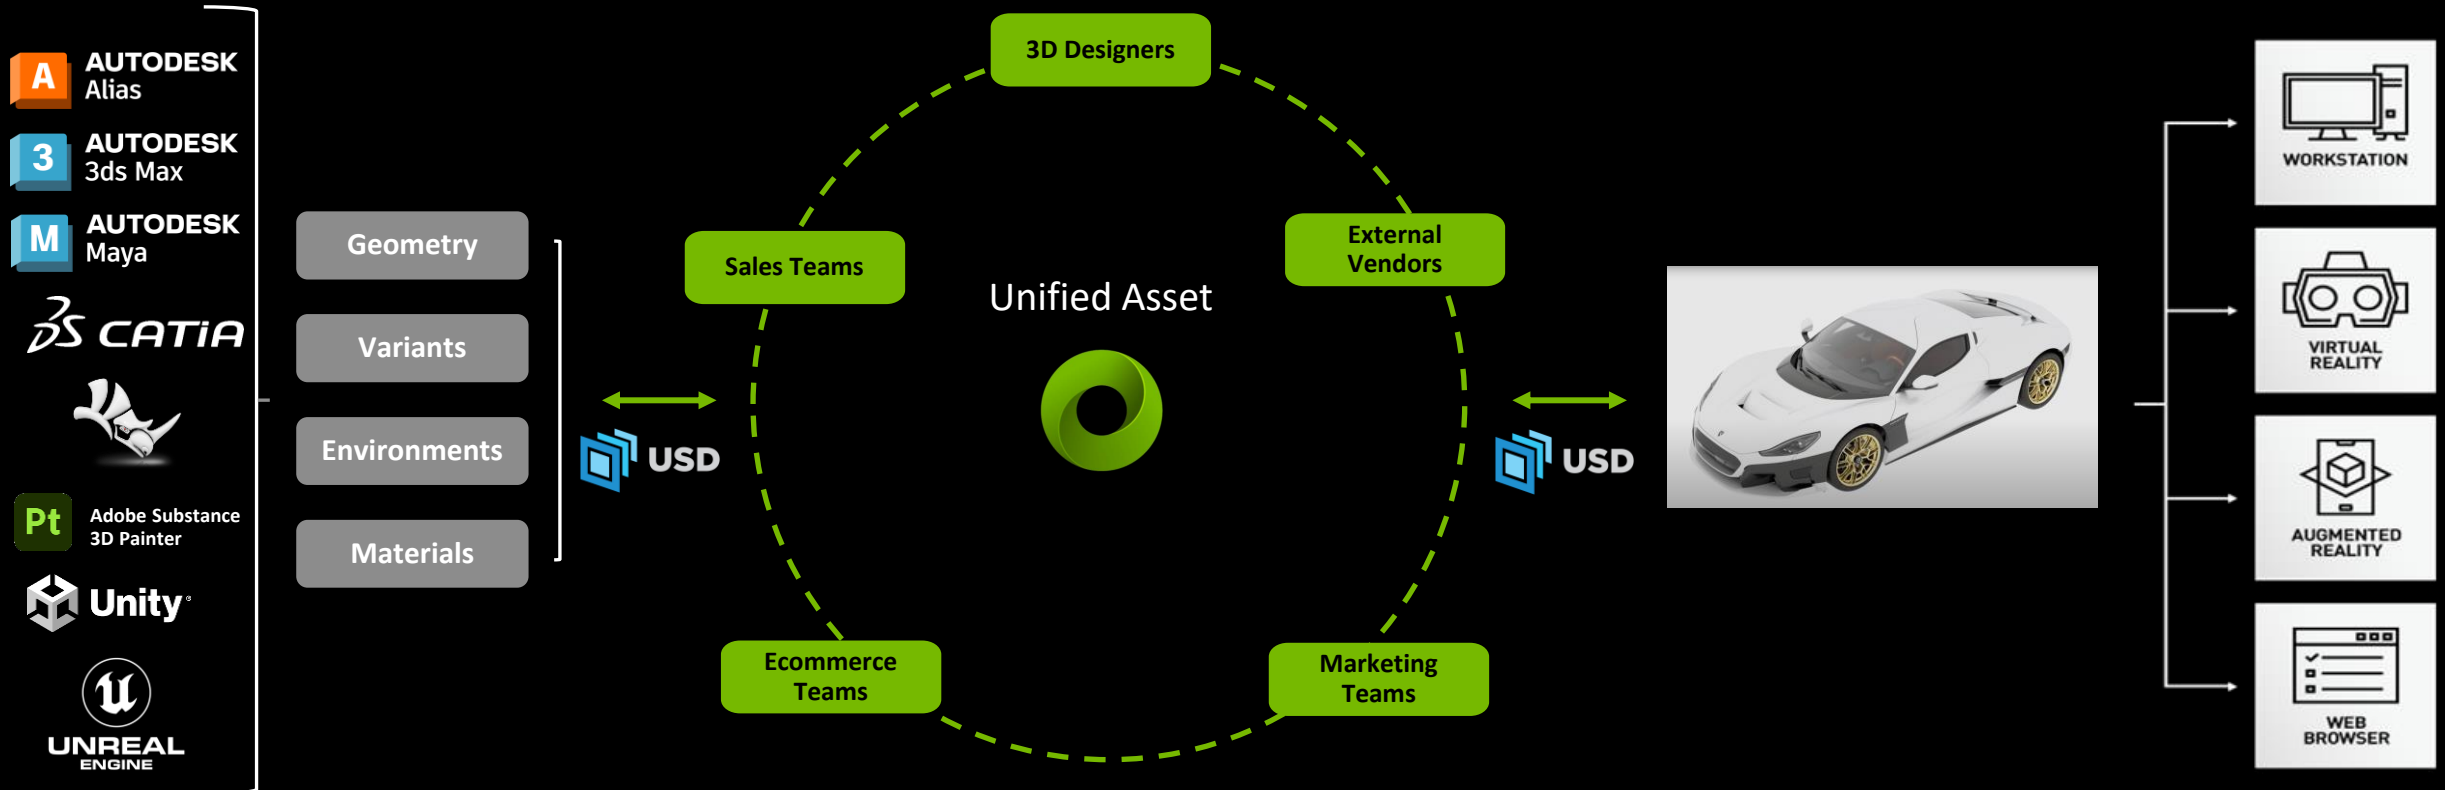 A
AUTODESK
Alias
3
AUTODESK
3ds Max
M
AUTODESK
Maya
3DS CATIA
Pt
Adobe Substance
3D Painter
Unity
UNREAL
ENGINE
Geometry
Variants
Environments
Materials
USD
3D Designers
Sales Teams
External
Vendors
Unified Asset
Ecommerce
Teams
Marketing
Teams
USD
WORKSTATION
VIRTUAL
REALITY
AUGMENTED
REALITY
WEB
BROWSER